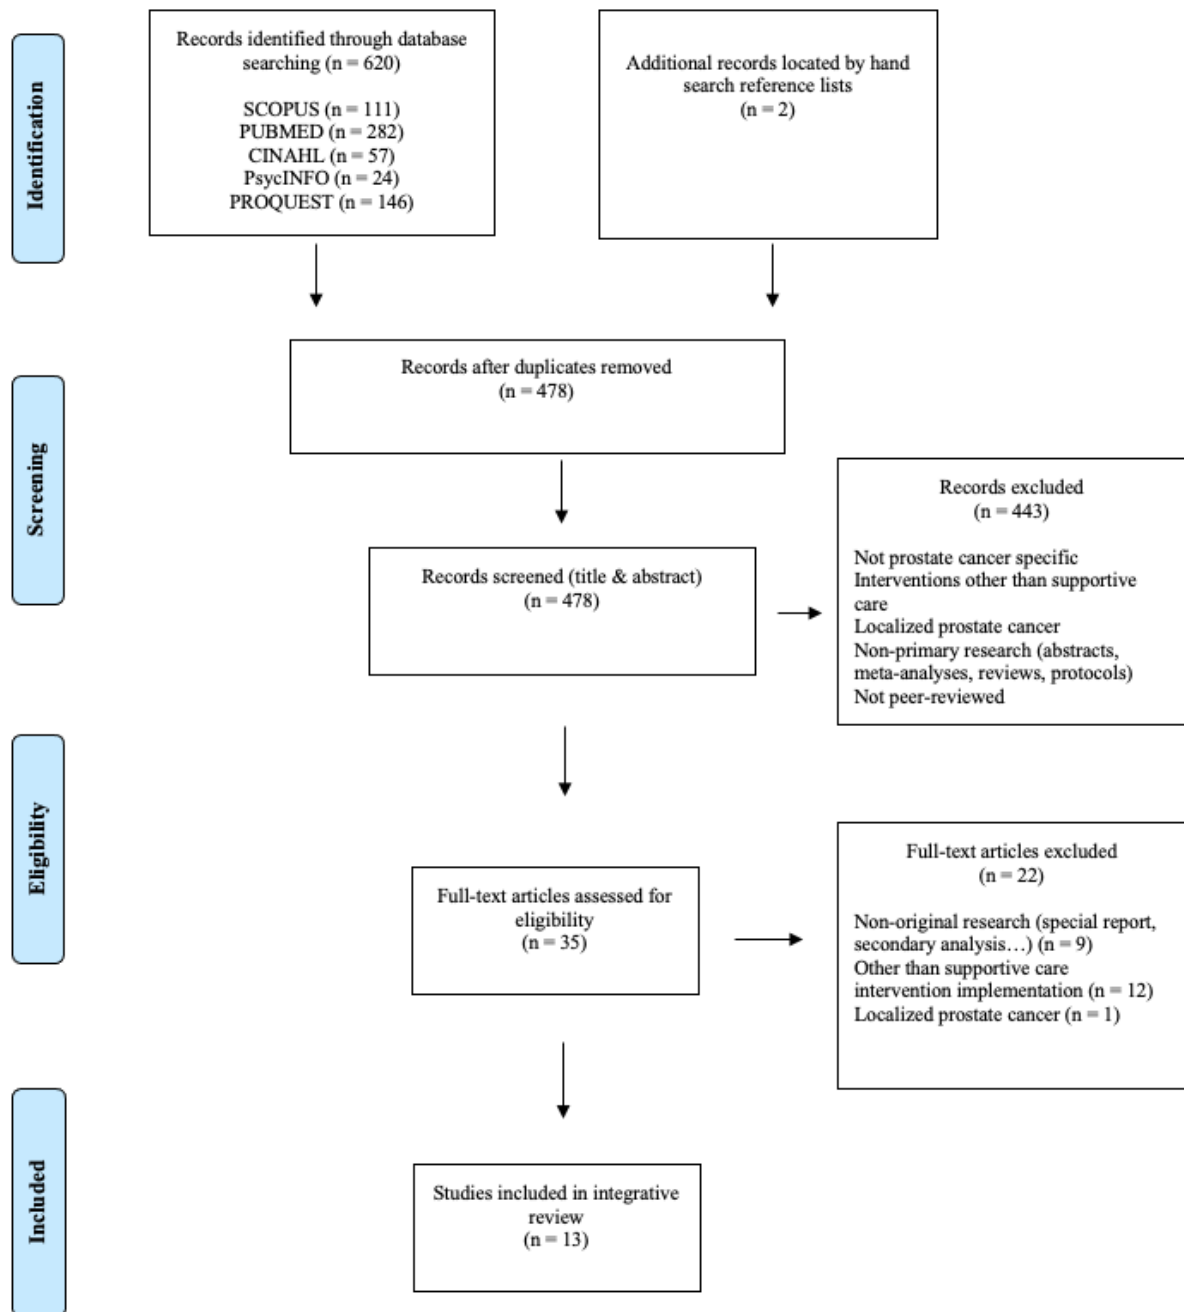 Identification
Records identified through database
searching (n = 620)
SCOPUS (n = 111)
PUBMED (n = 282)
CINAHL (n = 57)
PsycINFO (n = 24)
PROQUEST (n = 146)
Additional records located by hand
search reference lists
(n = 2)
Screening
Records after duplicates removed
(n = 478)
Records screened (title & abstract)
(n = 478)
Records excluded
(n = 443)
Not prostate cancer specific
Interventions other than supportive
care
Localized prostate cancer
Non-primary research (abstracts,
meta-analyses, reviews, protocols)
Not peer-reviewed
Eligibility
Full-text articles assessed for
eligibility
(n = 35)
Full-text articles excluded
(n = 22)
Non-original research (special report,
secondary analysis…) (n = 9)
Other than supportive care
intervention implementation (n = 12)
Localized prostate cancer (n = 1)
Included
Studies included in integrative
review
(n = 13)